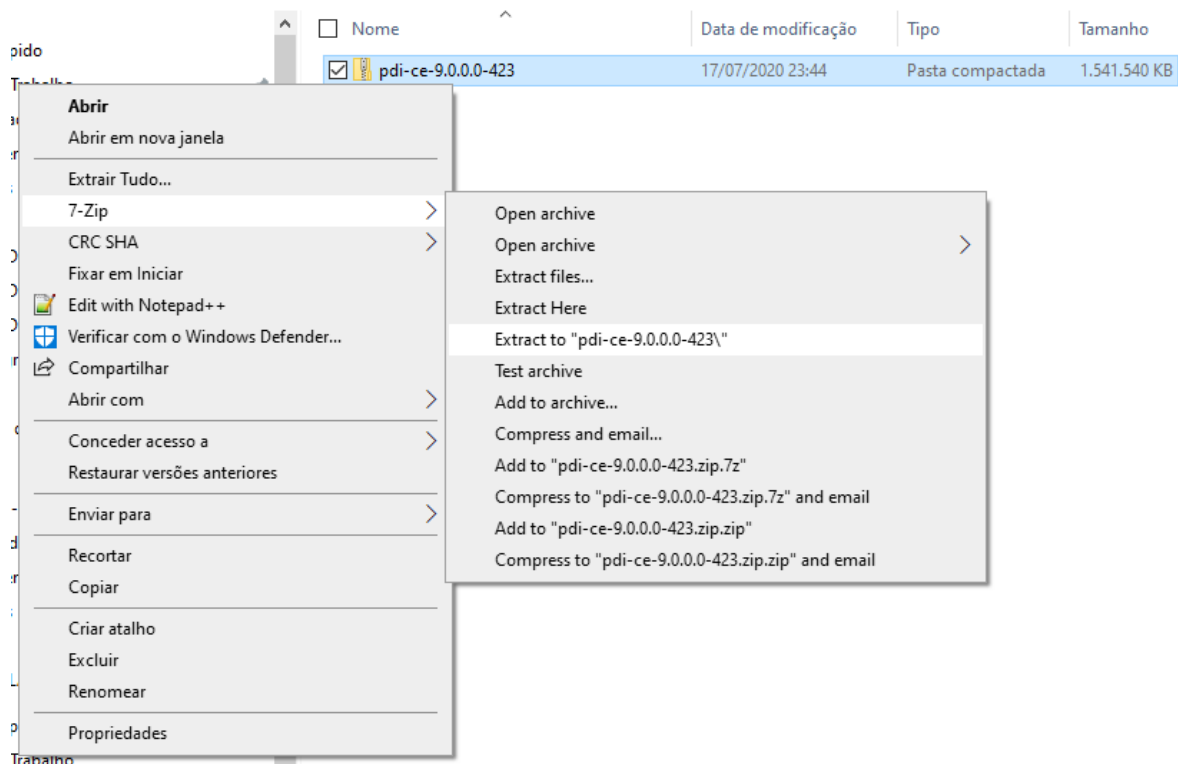 Nome Data de modificação Tipo Tamanho
pido
pdi-ce-9.0.0.0-423 17/07/2020 23:44 Pasta compactada 1.541.540 KB
Abrir
Abrir em nova janela
Extrair Tudo...
7-Zip
CRC SHA
Fixar em Iniciar
Edit with Notepad++
Verificar com o Windows Defender...
Compartilhar
Abrir com
Conceder acesso a
Restaurar versões anteriores
Enviar para
Recortar
Copiar
Criar atalho
Excluir
Renomear
Propriedades
Open archive
Open archive
Extract files...
Extract Here
Extract to "pdi-ce-9.0.0.0-423\"
Test archive
Add to archive...
Compress and email...
Add to "pdi-ce-9.0.0.0-423.zip.7z"
Compress to "pdi-ce-9.0.0.0-423.zip.7z" and email
Add to "pdi-ce-9.0.0.0-423.zip.zip"
Compress to "pdi-ce-9.0.0.0-423.zip.zip" and email
Trabalho